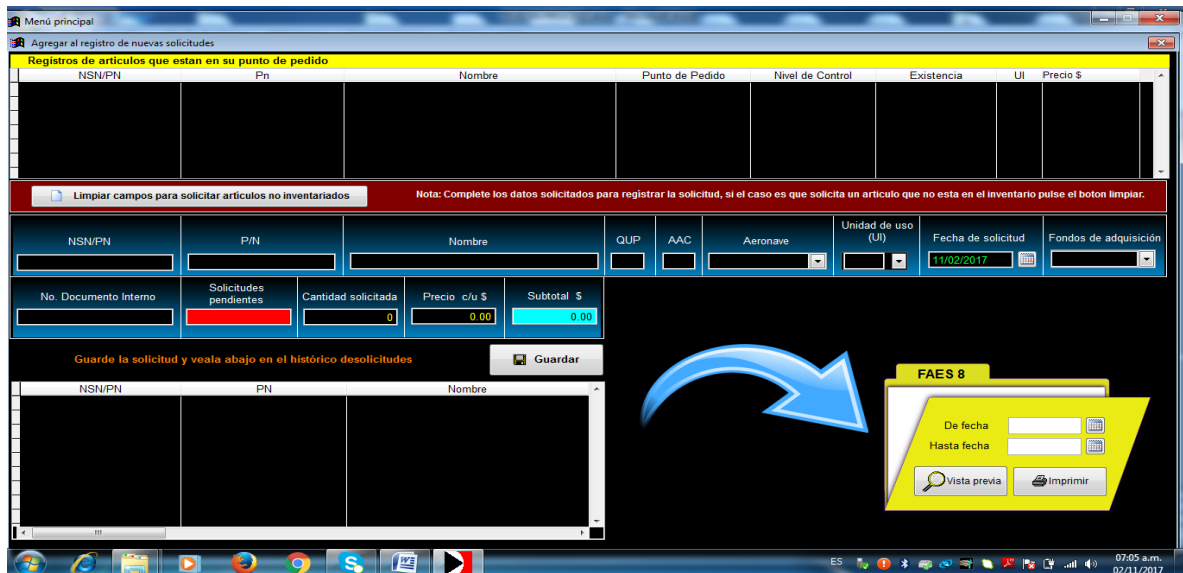 Menú principal
Agregar al registro de nuevas solicitudes
Registros de articulos que estan en su punto de pedido
NSN/PN Pn Nombre Punto de Pedido Nivel de Control Existencia UI Precio $
Limpiar campos para solicitar articulos no inventariados
Nota: Complete los datos solicitados para registrar la solicitud, si el caso es que solicita un articulo que no esta en el inventario pulse el boton limpiar.
NSN/PN P/N Nombre QUP AAC Aeronave Unidad de uso (UI) Fecha de solicitud Fondos de adquisición
11/02/2017
No. Documento Interno Solicitudes pendientes Cantidad solicitada Precio c/u $ Subtotal $
0 0.00 0.00
Guarde la solicitud y veala abajo en el histórico desolicitudes
Guardar
NSN/PN PN Nombre
FAES 8
De fecha
Hasta fecha
Vista previa Imprimir
ES 07:05 a.m.
02/11/2017